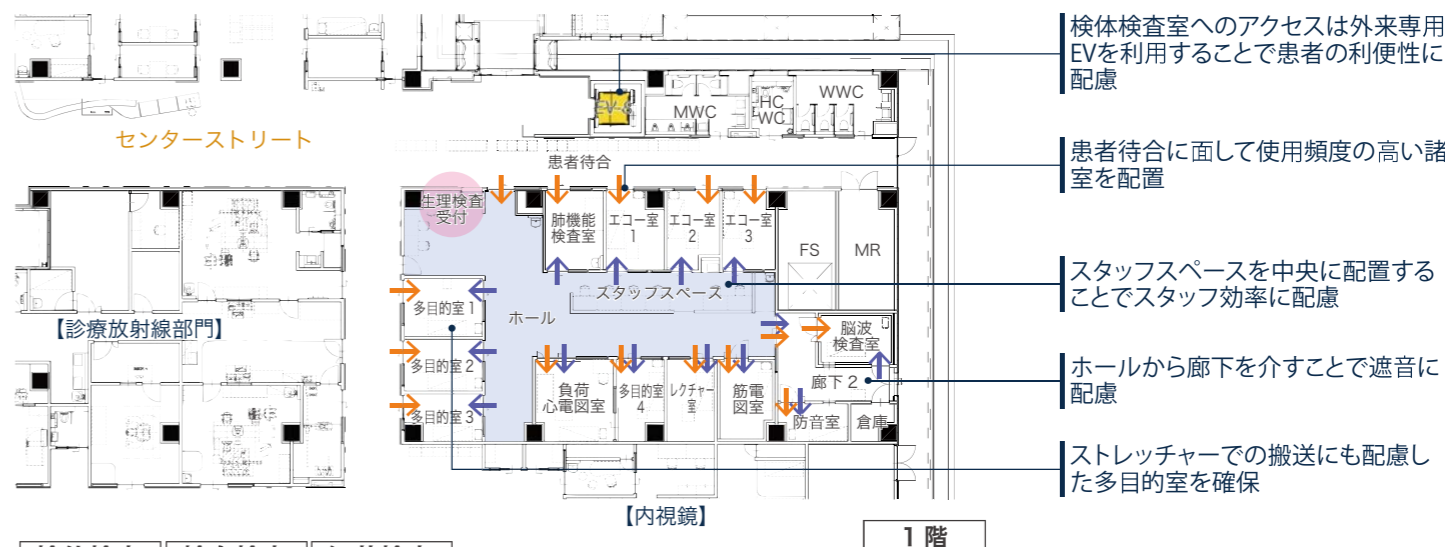 検体検査室へのアクセスは外来専用
EVを利用することで患者の利便性に
配慮
EV-6
MWC
HC
WC
WWC
センターストリート
患者待合
患者待合に面して使用頻度の高い諸
室を配置
生理検査
受付
肺機能
検査室
エコー室
1
エコー室
2
エコー室
3
FS
MR
スタッフスペースを中央に配置する
ことでスタッフ効率に配慮
スタッフスペース
多目的室 1
ホール
【診療放射線部門】
脳波
検査室
多目的室 2
廊下 2
ホールから廊下を介すことで遮音に
配慮
負荷
心電図室
多目的室
4
レクチャー
室
筋電
図室
多目的室 3
防音室
倉庫
ストレッチャーでの搬送にも配慮し
た多目的室を確保
【内視鏡】
1 階